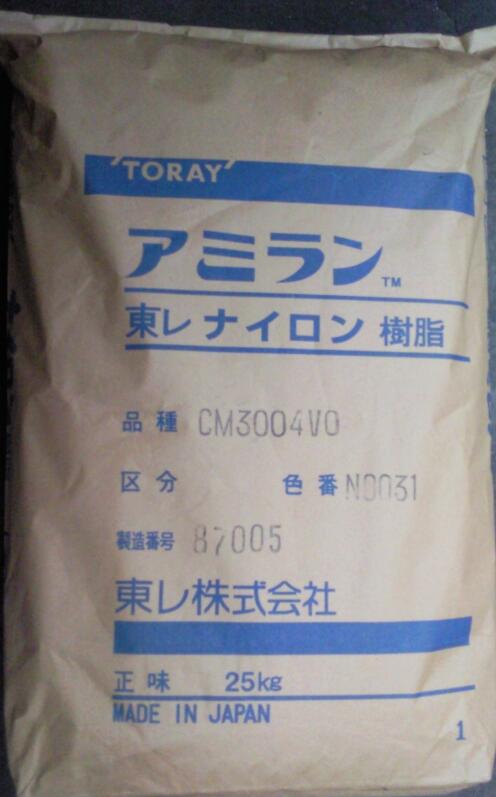 'TORAY'
アミラン™
東レ ナイロン 樹脂
品種 CM3004V0
区分 色番 N0031
製造番号 87005
東レ株式会社
正味 25kg
MADE IN JAPAN
1